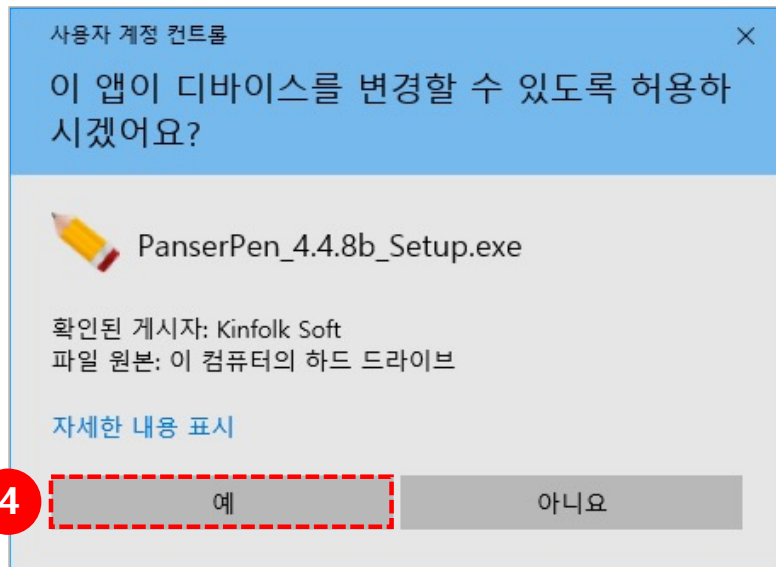 사용자 계정 컨트롤
이 앱이 디바이스를 변경할 수 있도록 허용하
시겠어요?
PanserPen_4.4.8b_Setup.exe
확인된 게시자: Kinfolk Soft
파일 원본: 이 컴퓨터의 하드 드라이브
자세한 내용 표시
4 예 아니요